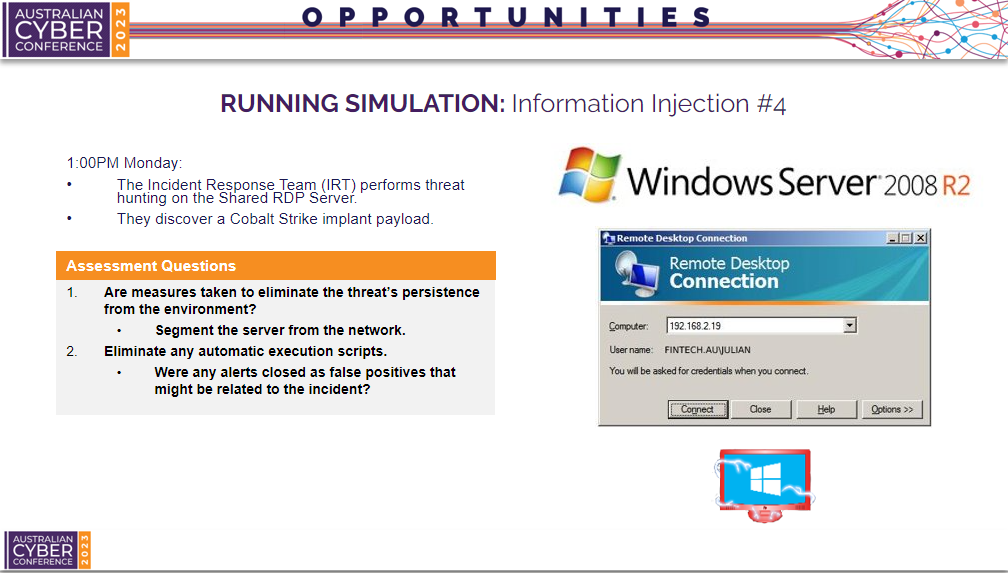 AUSTRALIAN
CYBER
CONFERENCE
2023
OPPORTUNITIES
RUNNING SIMULATION: Information Injection #4
1:00PM Monday:
• The Incident Response Team (IRT) performs threat
hunting on the Shared RDP Server.
• They discover a Cobalt Strike implant payload.
Assessment Questions
1. Are measures taken to eliminate the threat's persistence
from the environment?
• Segment the server from the network.
2. Eliminate any automatic execution scripts.
• Were any alerts closed as false positives that
might be related to the incident?
Windows Server 2008 R2
Remote Desktop Connection
Remote Desktop
Connection
Computer: 192.168.2.19
User name: FINTECH.AU\JULIAN
You will be asked for credentials when you connect.
Connect Close Help Options >>
AUSTRALIAN
CYBER
CONFERENCE
2023